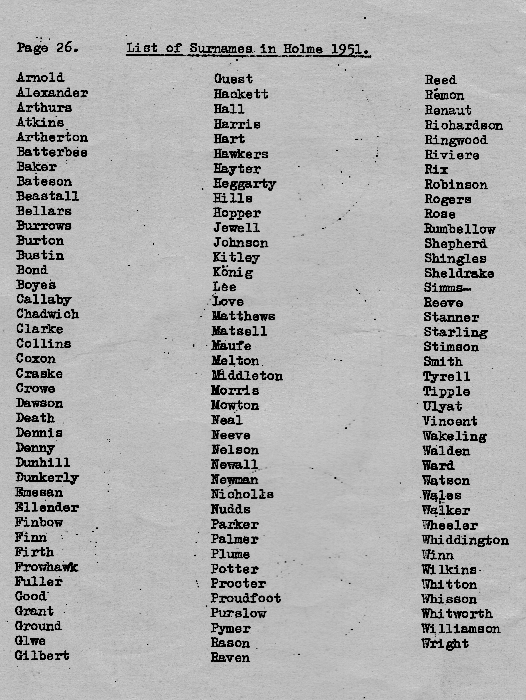 Page 26. List of Surnames in Holme 1951.
Arnold
Alexander
Arthurs
Atkins
Artherton
Batterbee
Baker
Bateson
Beastall
Bellars
Burrows
Burton
Bustin
Bond
Boyes
Callaby
Chadwich
Clarke
Collins
Coxon
Craske
Crowe
Dawson
Death
Dennis
Denny
Dunhill
Dunkerly
Emesan
Ellender
Finbow
Finn
Firth
Frowhawk
Fuller
Good
Grant
Ground
Glwe
Gilbert
Guest
Hackett
Hall
Harris
Hart
Hawkers
Hayter
Heggarty
Hills
Hopper
Jewell
Johnson
Kitley
König
Lee
Love
Matthews
Matsell
Maufe
Melton
Middleton
Morris
Mowton
Neal
Neeve
Nelson
Newall
Newman
Nicholls
Nudds
Parker
Palmer
Plume
Potter
Procter
Proudfoot
Purslow
Pymer
Rason
Raven
Reed
Remon
Renaut
Richardson
Ringwood
Riviere
Rix
Robinson
Rogers
Rose
Rumbellow
Shepherd
Shingles
Sheldrake
Simms
Reeve
Stanner
Starling
Stimson
Smith
Tyrell
Tipple
Ulyat
Vincent
Wakeling
Walden
Ward
Watson
Wales
Walker
Wheeler
Whiddington
Winn
Wilkins
Whitton
Whisson
Whitworth
Williamson
Wright